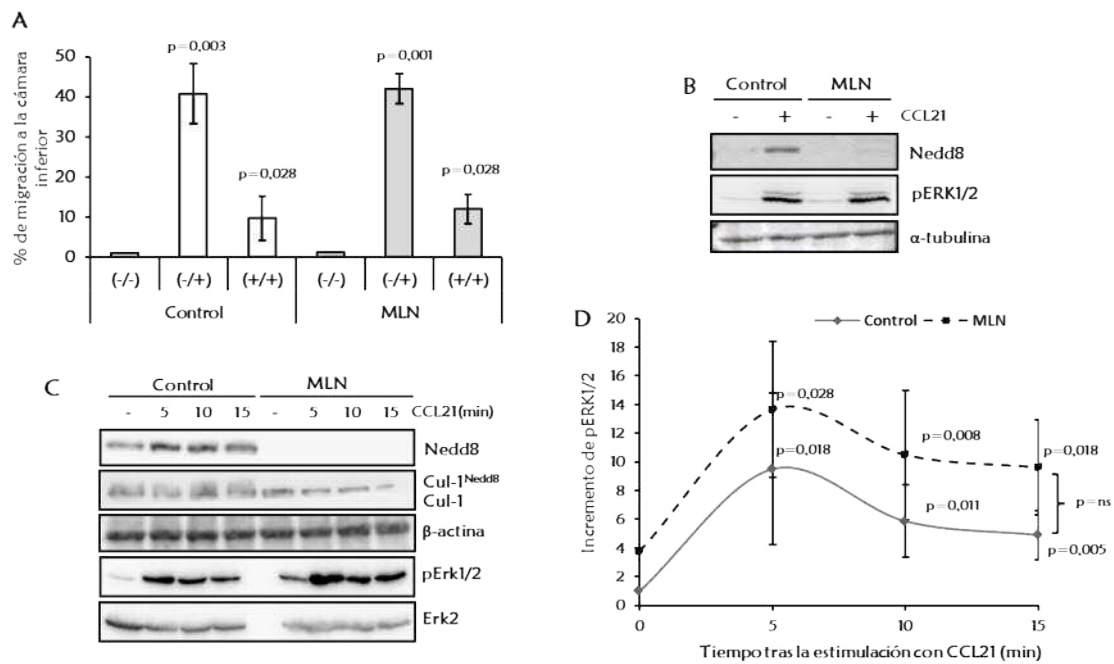 A
% de migración a la cámara
inferior
50
40
30
20
10
0
p=0,003
p=0,028
p=0,001
p=0,028
(-/-) (-/+) (+/+) (-/-) (-/+) (+/+)
Control MLN
B
Control MLN
- + - + CCL21
Nedd8
pERK1/2
α-tubulina
C
Control MLN
- 5 10 15 - 5 10 15 CCL21(min)
Nedd8
Cul-1Nedd8
Cul-1
β-actina
pErk1/2
Erk2
D
Control MLN
Incremento de pERK1/2
20
18
16
14
12
10
8
6
4
2
0
p=0,028
p=0,018
p=0,008
p=0,011
p=0,018
p=ns
p=0,005
0 5 10 15
Tiempo tras la estimulación con CCL21 (min)